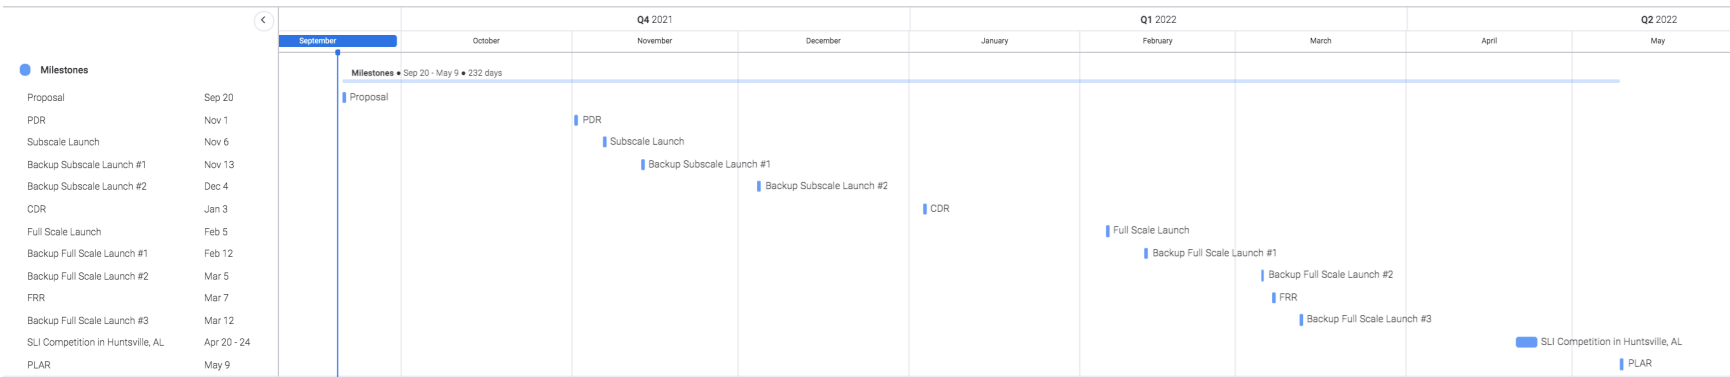 Q4 2021 Q1 2022 Q2 2022
September October November December January February March April May
Milestones
Milestones • Sep 20 - May 9 • 232 days
Proposal Sep 20 Proposal
PDR Nov 1 PDR
Subscale Launch Nov 6 Subscale Launch
Backup Subscale Launch #1 Nov 13 Backup Subscale Launch #1
Backup Subscale Launch #2 Dec 4 Backup Subscale Launch #2
CDR Jan 3 CDR
Full Scale Launch Feb 5 Full Scale Launch
Backup Full Scale Launch #1 Feb 12 Backup Full Scale Launch #1
Backup Full Scale Launch #2 Mar 5 Backup Full Scale Launch #2
FRR Mar 7 FRR
Backup Full Scale Launch #3 Mar 12 Backup Full Scale Launch #3
SLI Competition in Huntsville, AL Apr 20 - 24 SLI Competition in Huntsville, AL
PLAR May 9 PLAR